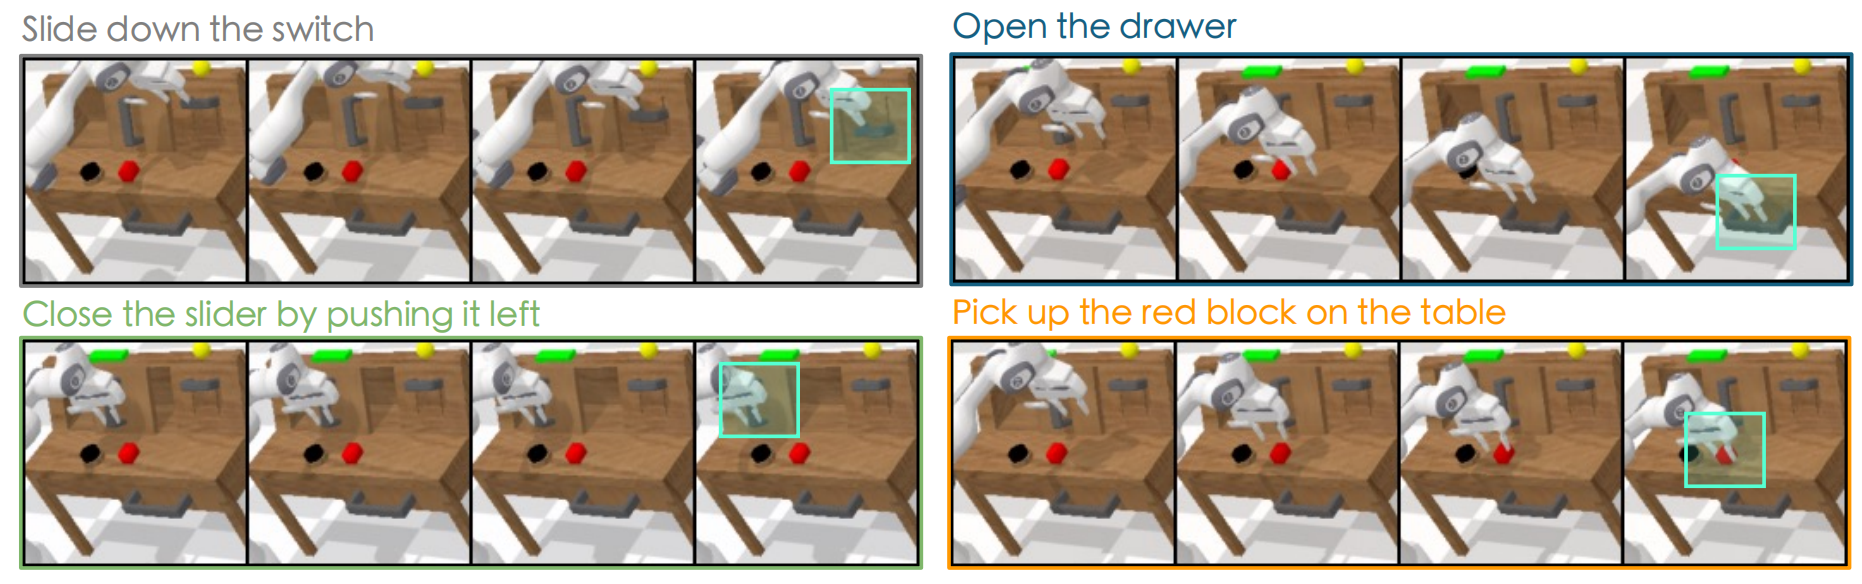 Slide down the switch
Open the drawer
Close the slider by pushing it left
Pick up the red block on the table